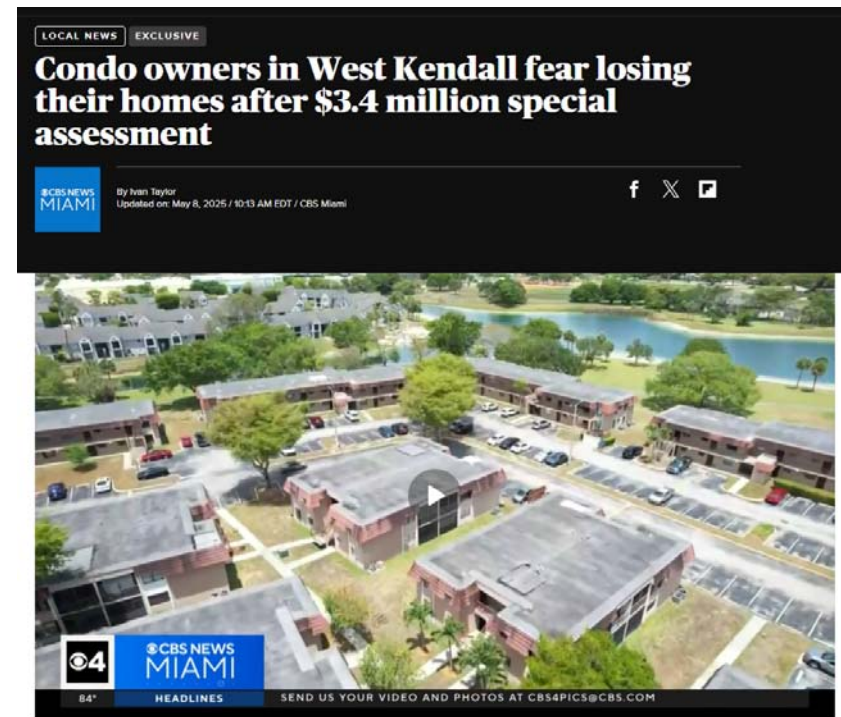 LOCAL NEWS EXCLUSIVE
Condo owners in West Kendall fear losing
their homes after $3.4 million special
assessment
CBS NEWS
MIAMI
By Ivan Taylor
Updated on: May 8, 2025 / 10:13 AM EDT / CBS Miami
4
CBS NEWS
MIAMI
84° HEADLINES SEND US YOUR VIDEO AND PHOTOS AT CBS4PICS@CBS.COM